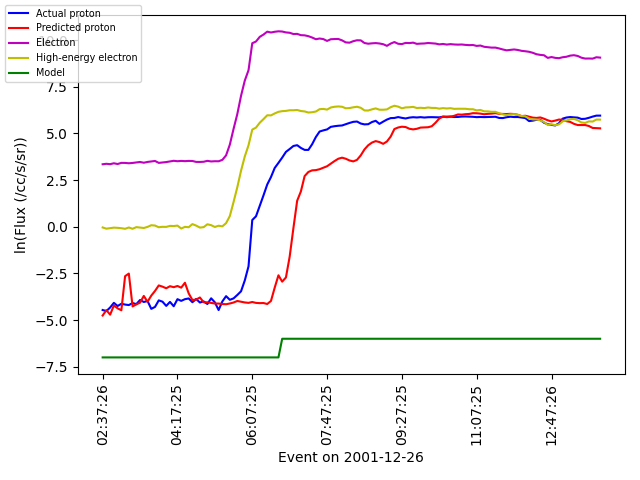 Actual proton
Predicted proton
Electron
High-energy electron
Model
7.5
5.0
2.5
0.0
−2.5
−5.0
−7.5
ln(Flux (/cc/s/sr))
02:37:26
04:17:25
06:07:25
07:47:25
09:27:25
11:07:25
12:47:26
Event on 2001-12-26